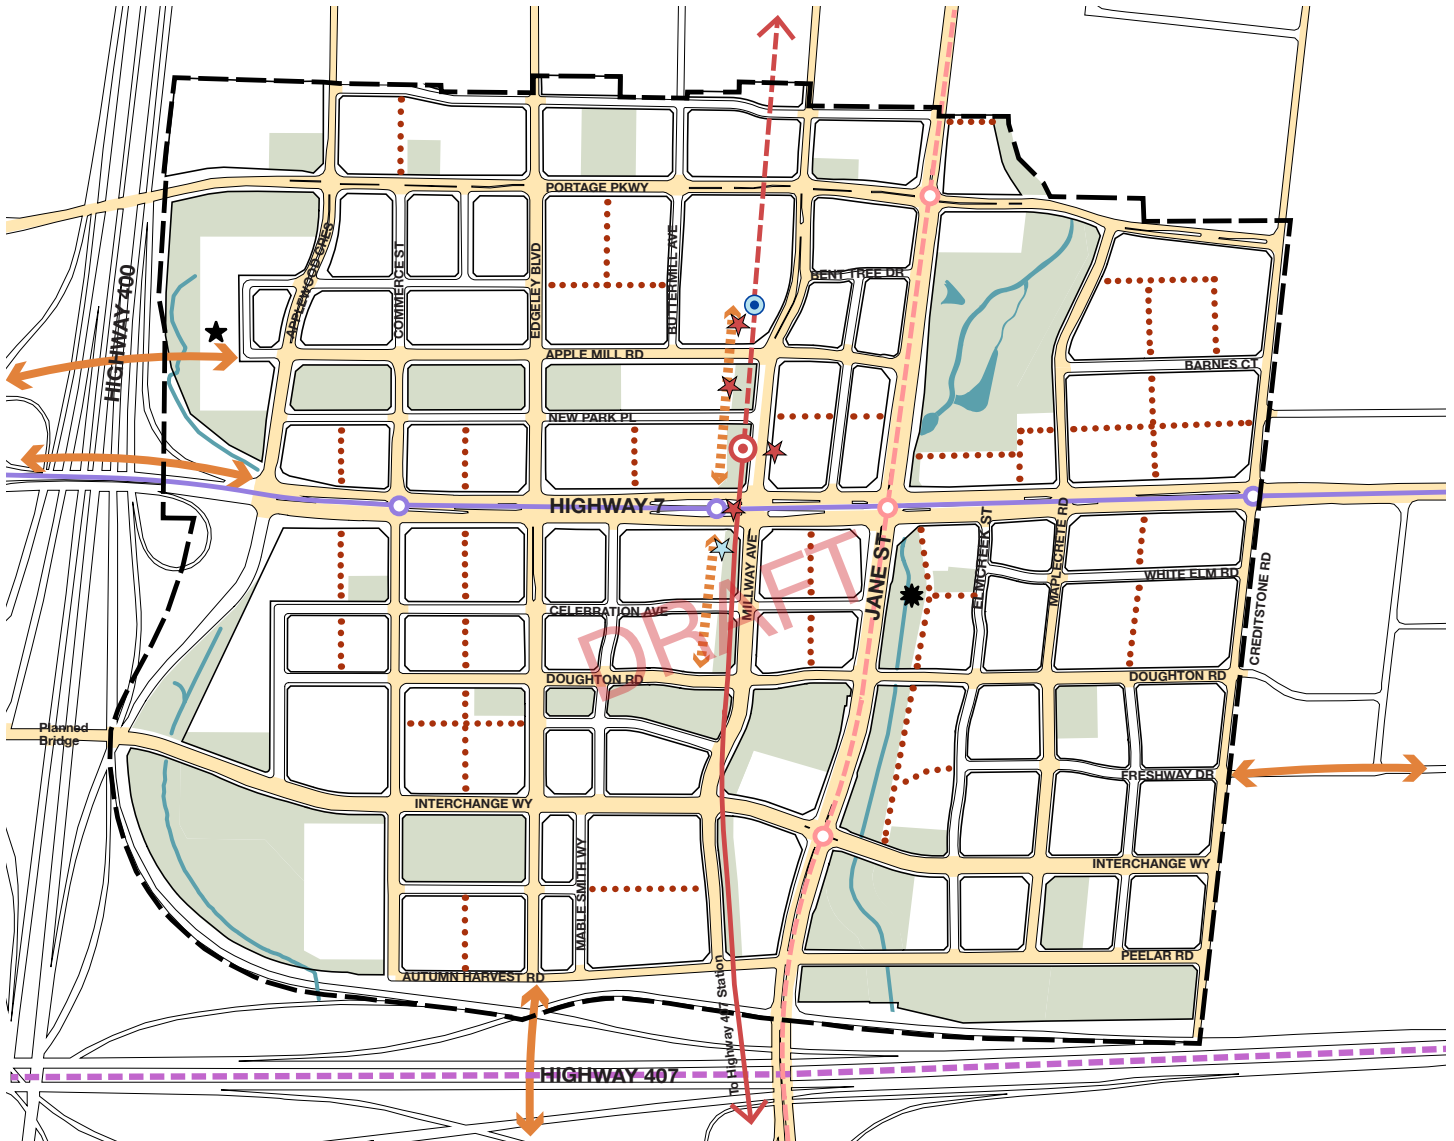 PORTAGE PKWY
APPLEWOOD CRES
COMMERCE ST
EDGELEY BLVD
BUTTERMILL AVE
BENT TREE DR
HIGHWAY 400
APPLE MILL RD
BARNES CT
NEW PARK PL
HIGHWAY 7
MILLWAY AVE
JANE ST
ELMCREEK ST
MAPLECRETE RD
WHITE ELM RD
CREDITSTONE RD
CELEBRATION AVE
DRAFT
DOUGHTON RD
DOUGHTON RD
Planned
Bridge
FRESHWAY DR
INTERCHANGE WY
INTERCHANGE WY
MABLE SMITH WY
PEELAR RD
AUTUMN HARVEST RD
To Highway 407 Station
HIGHWAY 407